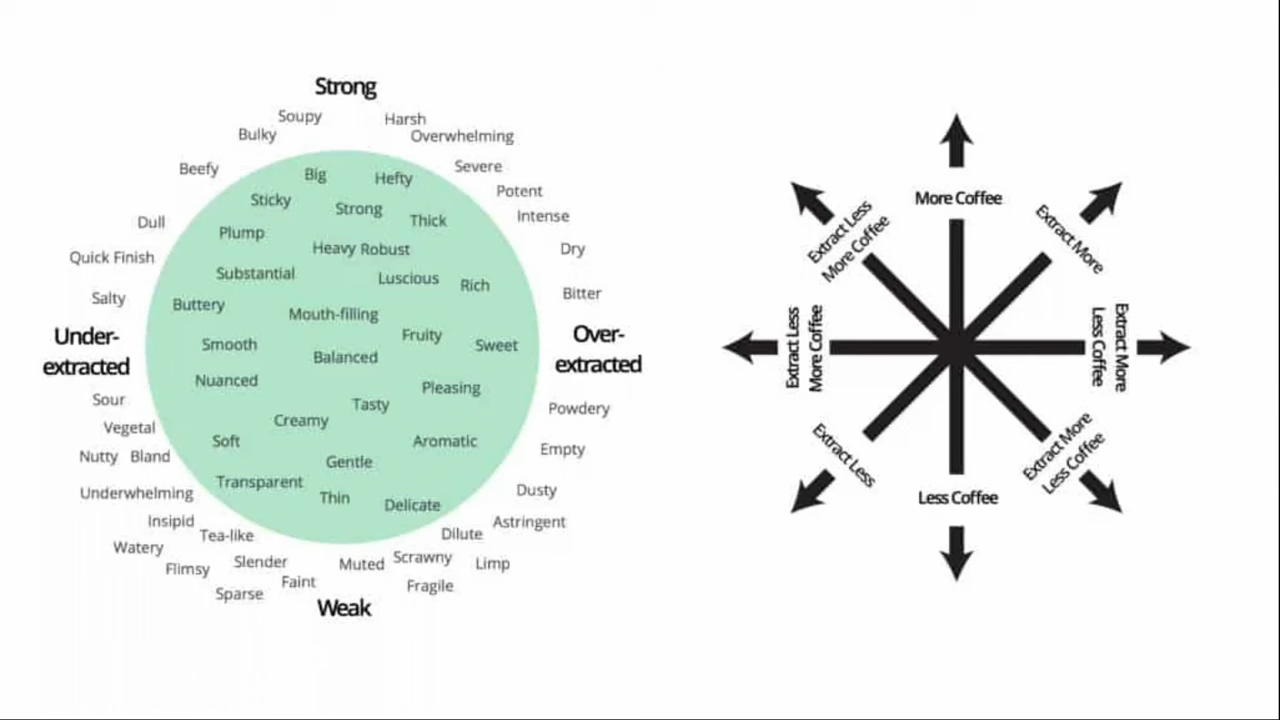 Strong
Soupy
Harsh
Bulky
Overwhelming
Beefy
Severe
Big
Hefty
Potent
Sticky
Strong
Thick
Intense
Dull
Plump
Heavy Robust
Dry
Quick Finish
Substantial
Luscious
Rich
Bitter
Salty
Buttery
Mouth-filling
Fruity
Under-
extracted
Smooth
Balanced
Sweet
Over-
extracted
Nuanced
Pleasing
Sour
Tasty
Powdery
Vegetal
Creamy
Soft
Aromatic
Empty
Nutty
Bland
Gentle
Underwhelming
Transparent
Thin
Delicate
Dusty
Insipid
Tea-like
Dilute
Astringent
Watery
Flimsy
Slender
Muted
Scrawny
Limp
Faint
Fragile
Sparse
Weak
More Coffee
Extract Less
More Coffee
Extract More
Extract Less
More Coffee
Extract More
Less Coffee
Extract Less
Extract More
Less Coffee
Less Coffee